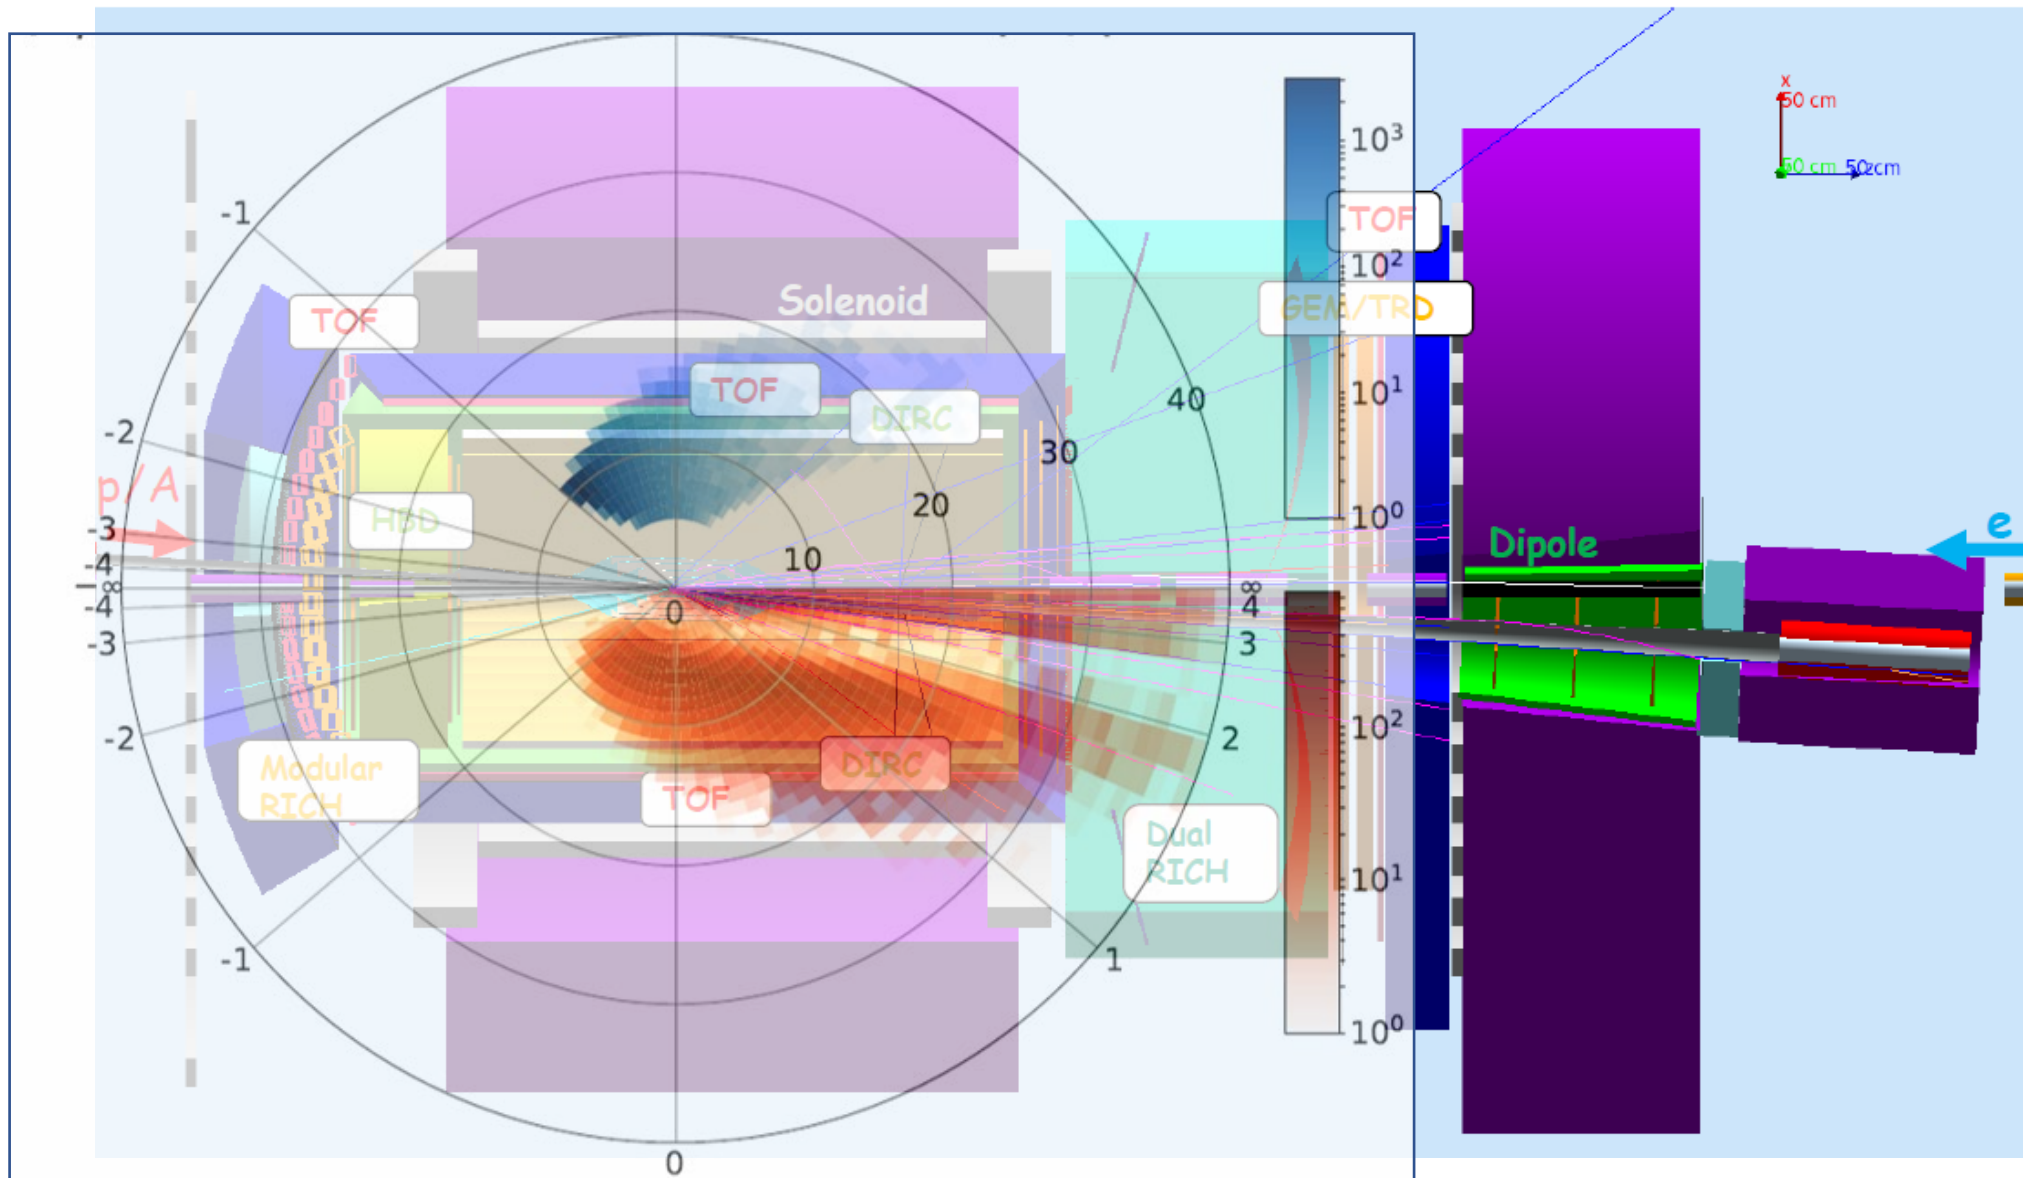 x
50 cm
50 cm
50 cm
z
10³
-1
TOF
10²
Solenoid
TOF
GEM/TRD
TOF
DIRC
10¹
40
-2
30
p/A
20
HBD
-3
10⁰
e
Dipole
10
-4
-∞
∞
-4
0
4
-3
3
10²
-2
2
Modular
RICH
DIRC
TOF
Dual
RICH
10¹
-1
1
10⁰
0